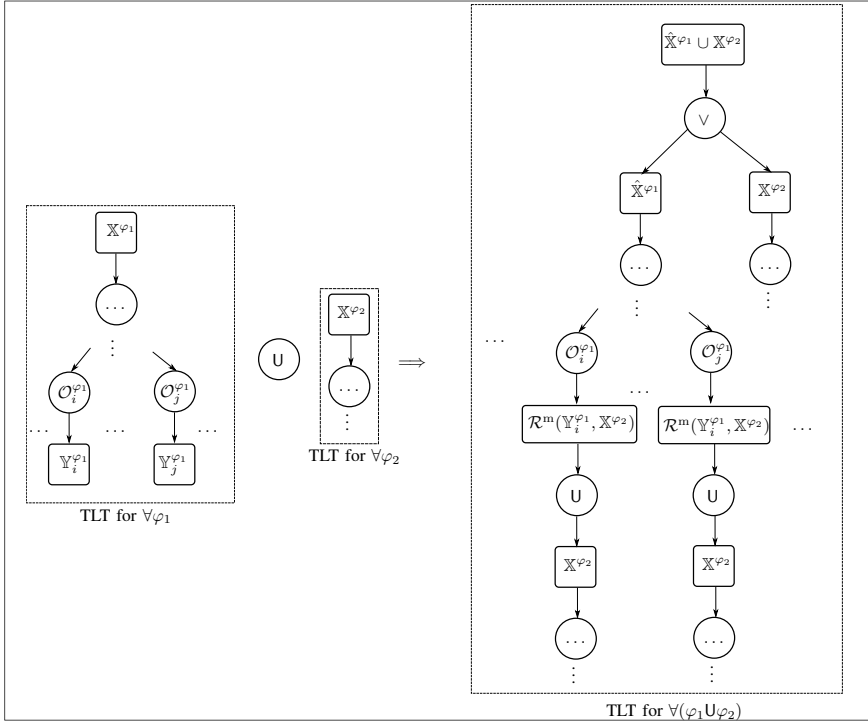 𝕏^{φ₁}
…
⋮
𝒪_i^{φ₁} 𝒪_j^{φ₁}
… … …
𝕐_i^{φ₁} 𝕐_j^{φ₁}
TLT for ∀φ₁
U
𝕏^{φ₂}
…
⋮
TLT for ∀φ₂
⟹
𝕏̂^{φ₁} ∪ 𝕏^{φ₂}
∨
𝕏̂^{φ₁} 𝕏^{φ₂}
… …
⋮ ⋮
… 𝒪_i^{φ₁} 𝒪_j^{φ₁}
…
ℛ^m(𝕐_i^{φ₁}, 𝕏^{φ₂}) ℛ^m(𝕐_i^{φ₁}, 𝕏^{φ₂}) …
U U
𝕏^{φ₂} 𝕏^{φ₂}
… …
⋮ ⋮
TLT for ∀(φ₁Uφ₂)